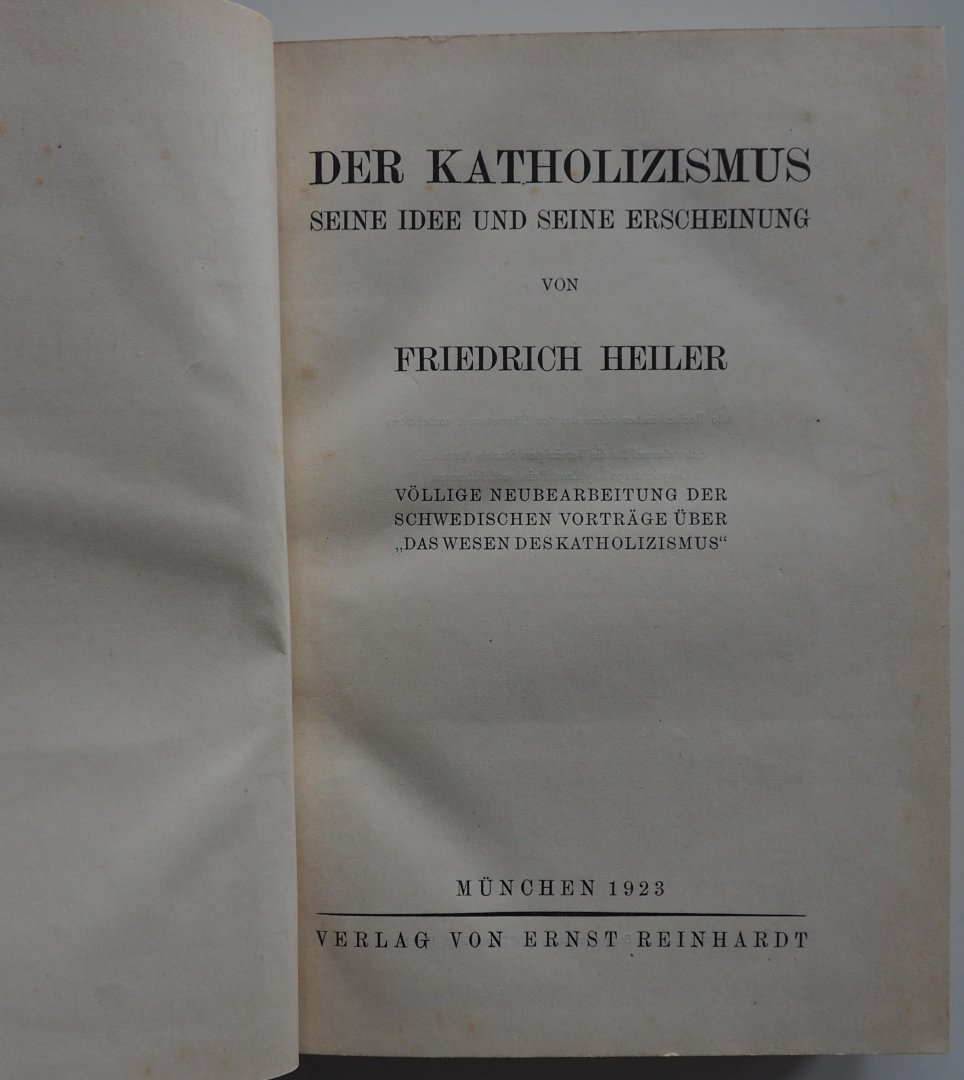 DER KATHOLIZISMUS
SEINE IDEE UND SEINE ERSCHEINUNG
VON
FRIEDRICH HEILER
VÖLLIGE NEUBEARBEITUNG DER
SCHWEDISCHEN VORTRÄGE ÜBER
„DAS WESEN DES KATHOLIZISMUS“
MÜNCHEN 1923
VERLAG VON ERNST REINHARDT